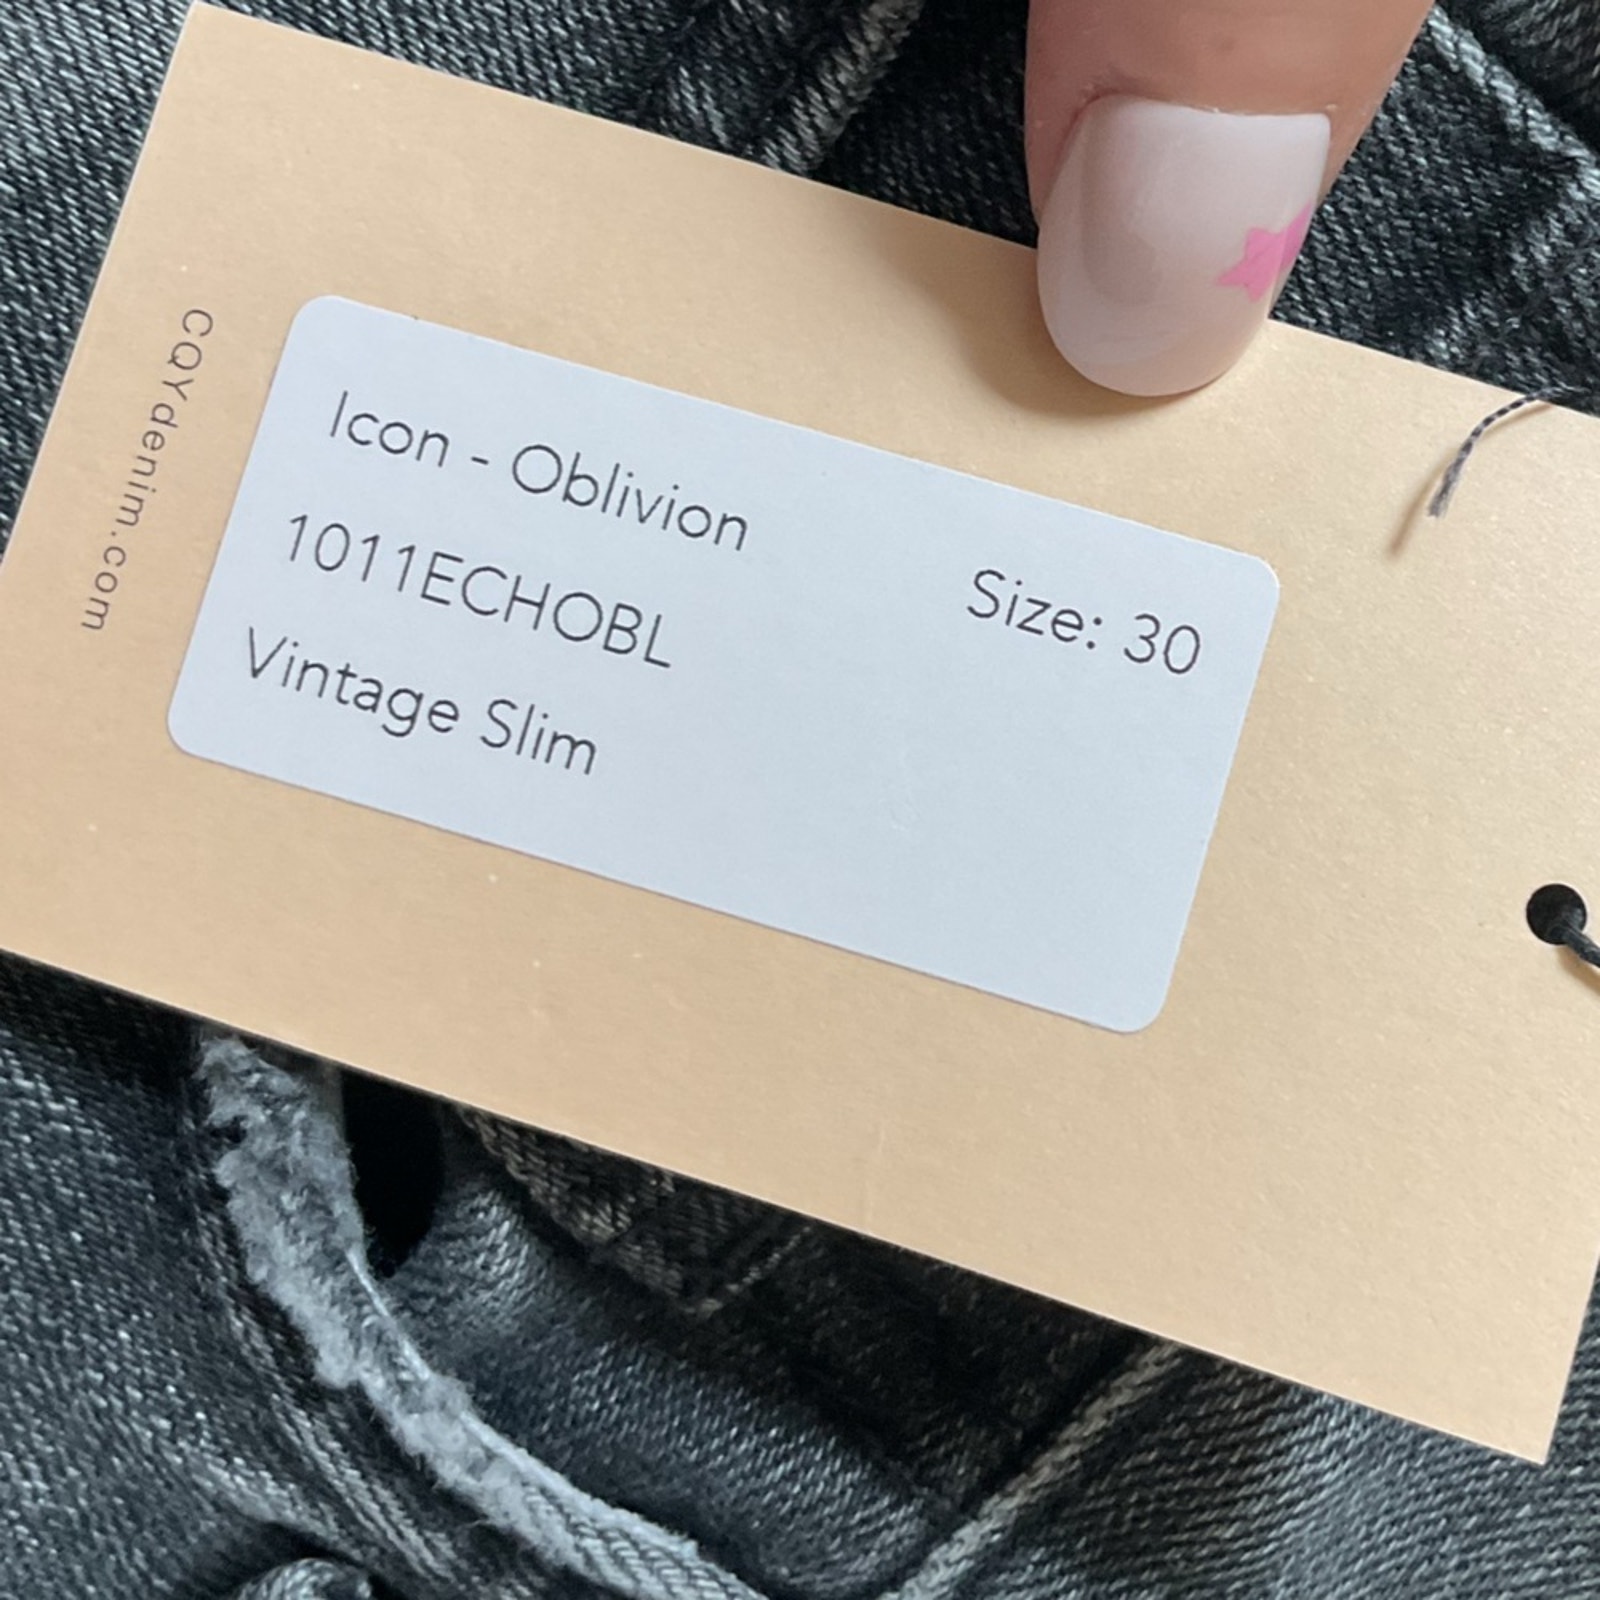 CQYdenim.com
Icon - Oblivion
1011ECHOBL
Vintage Slim
Size: 30